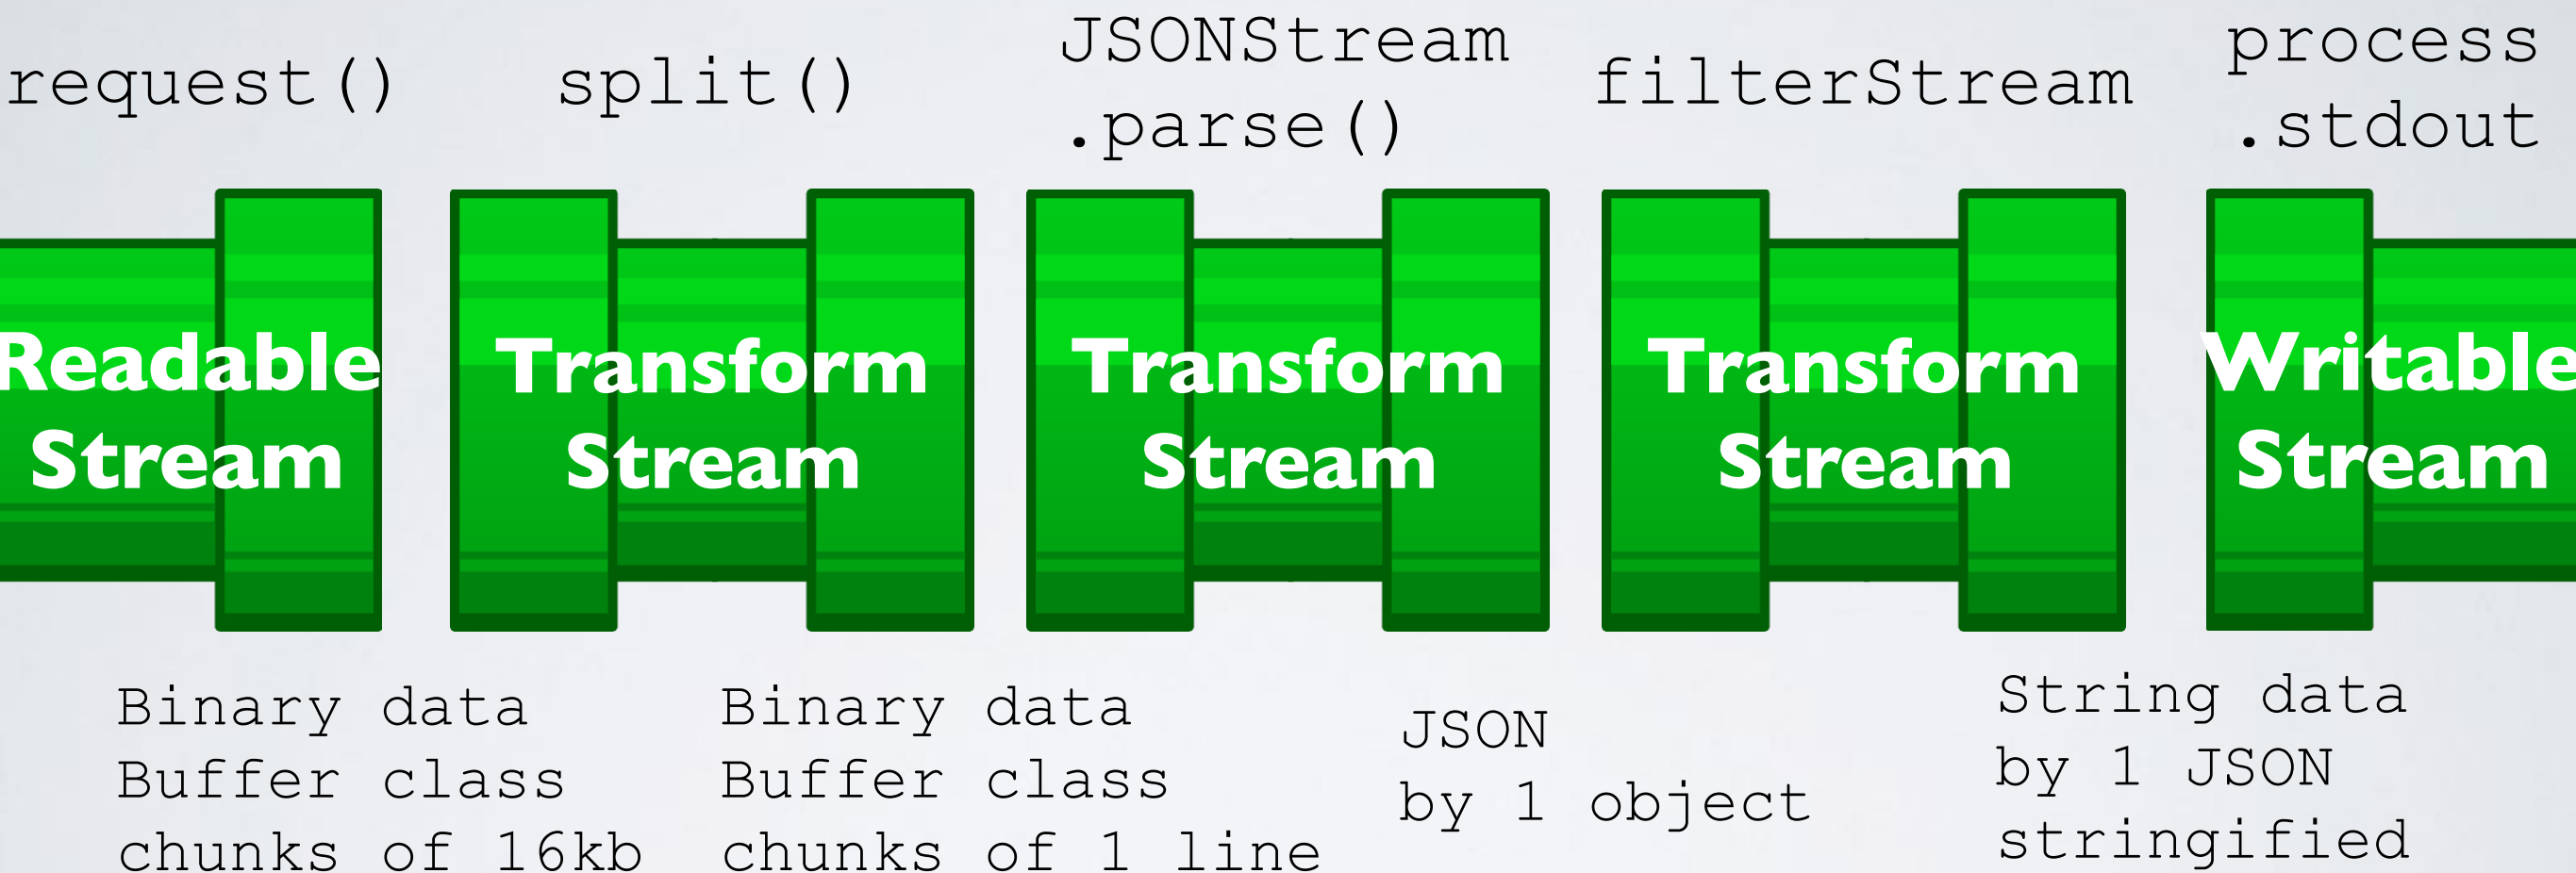 request()
split()
JSONStream
.parse()
filterStream
process
.stdout
Readable
Stream
Transform
Stream
Transform
Stream
Transform
Stream
Writable
Stream
Binary data
Buffer class
chunks of 16kb
Binary data
Buffer class
chunks of 1 line
JSON
by 1 object
String data
by 1 JSON
stringified